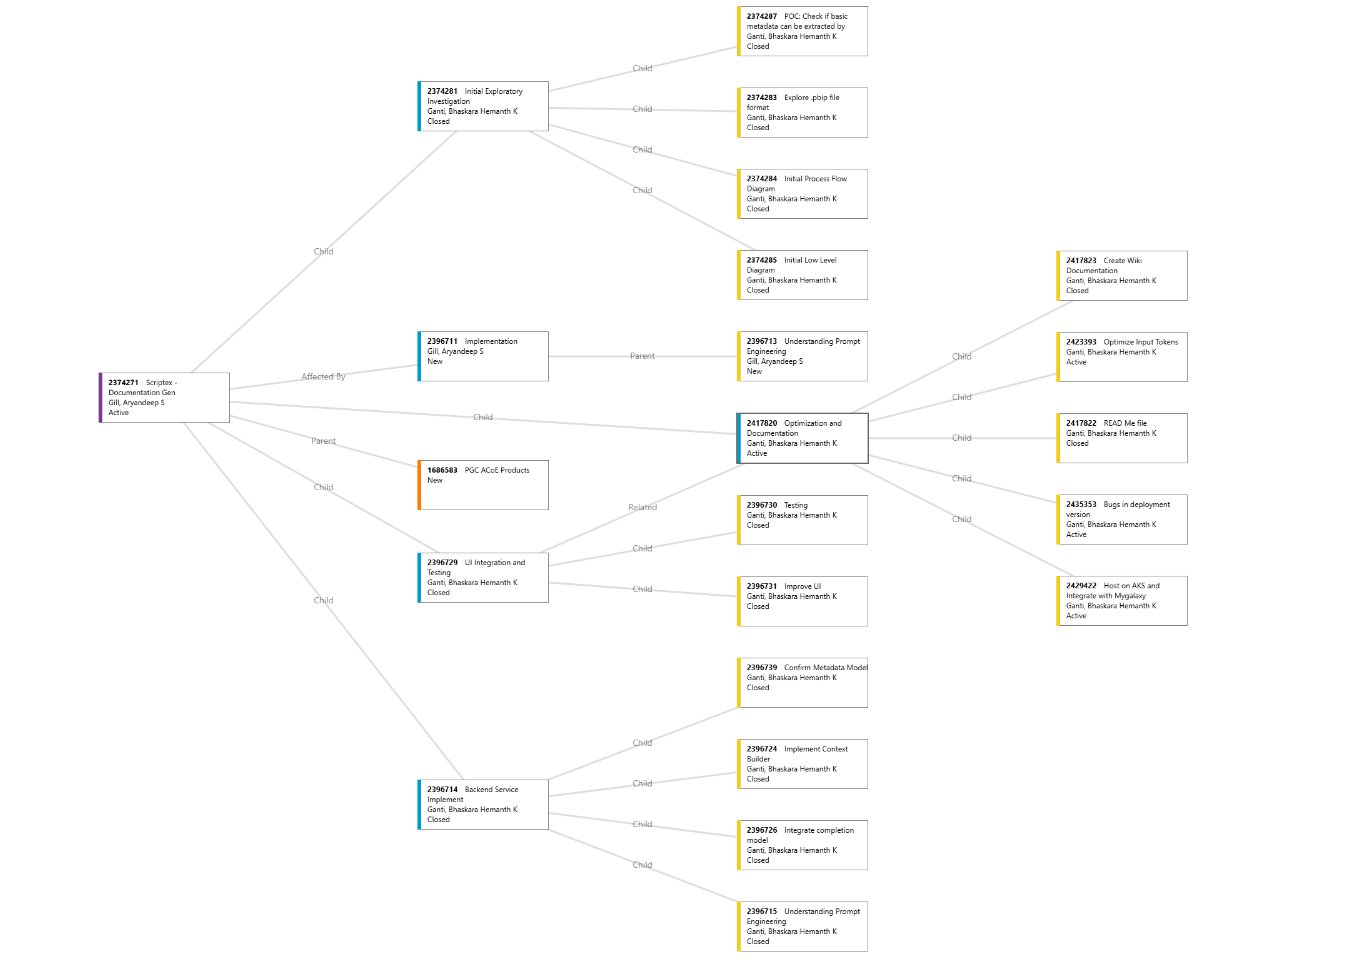 2374271 Scriptex -
Documentation Gen
Gill, Aryandeep S
Active
Child
Affected By
Child
Parent
Child
Child
2374281 Initial Exploratory
Investigation
Ganti, Bhaskara Hemanth K
Closed
Child
Child
Child
Child
2374287 POC: Check if basic
metadata can be extracted by
Ganti, Bhaskara Hemanth K
Closed
2374283 Explore .pbip file
format
Ganti, Bhaskara Hemanth K
Closed
2374284 Initial Process Flow
Diagram
Ganti, Bhaskara Hemanth K
Closed
2374285 Initial Low Level
Diagram
Ganti, Bhaskara Hemanth K
Closed
2396711 Implementation
Gill, Aryandeep S
New
Parent
2396713 Understanding Prompt
Engineering
Gill, Aryandeep S
New
1686583 PGC ACoE Products
New
2417820 Optimization and
Documentation
Ganti, Bhaskara Hemanth K
Active
Child
Child
Child
Child
Child
2417823 Create Wiki
Documentation
Ganti, Bhaskara Hemanth K
Closed
2423393 Optimize Input Tokens
Ganti, Bhaskara Hemanth K
Active
2417822 READ Me file
Ganti, Bhaskara Hemanth K
Closed
2435353 Bugs in deployment
version
Ganti, Bhaskara Hemanth K
Active
2429422 Host on AKS and
Integrate with Mygalaxy
Ganti, Bhaskara Hemanth K
Active
2396729 UI Integration and
Testing
Ganti, Bhaskara Hemanth K
Closed
Related
Child
Child
2396730 Testing
Ganti, Bhaskara Hemanth K
Closed
2396731 Improve UI
Ganti, Bhaskara Hemanth K
Closed
2396714 Backend Service
Implement
Ganti, Bhaskara Hemanth K
Closed
Child
Child
Child
Child
2396739 Confirm Metadata Model
Ganti, Bhaskara Hemanth K
Closed
2396724 Implement Context
Builder
Ganti, Bhaskara Hemanth K
Closed
2396726 Integrate completion
model
Ganti, Bhaskara Hemanth K
Closed
2396715 Understanding Prompt
Engineering
Ganti, Bhaskara Hemanth K
Closed